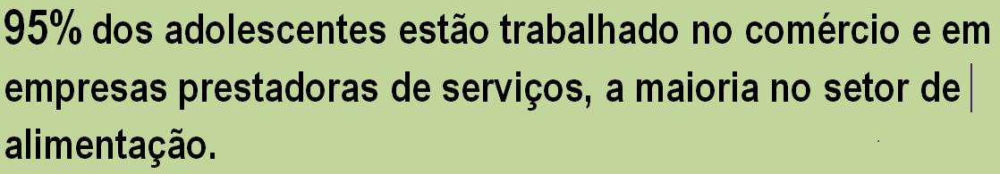 95% dos adolescentes estão trabalhado no comércio e em
empresas prestadoras de serviços, a maioria no setor de
alimentação.